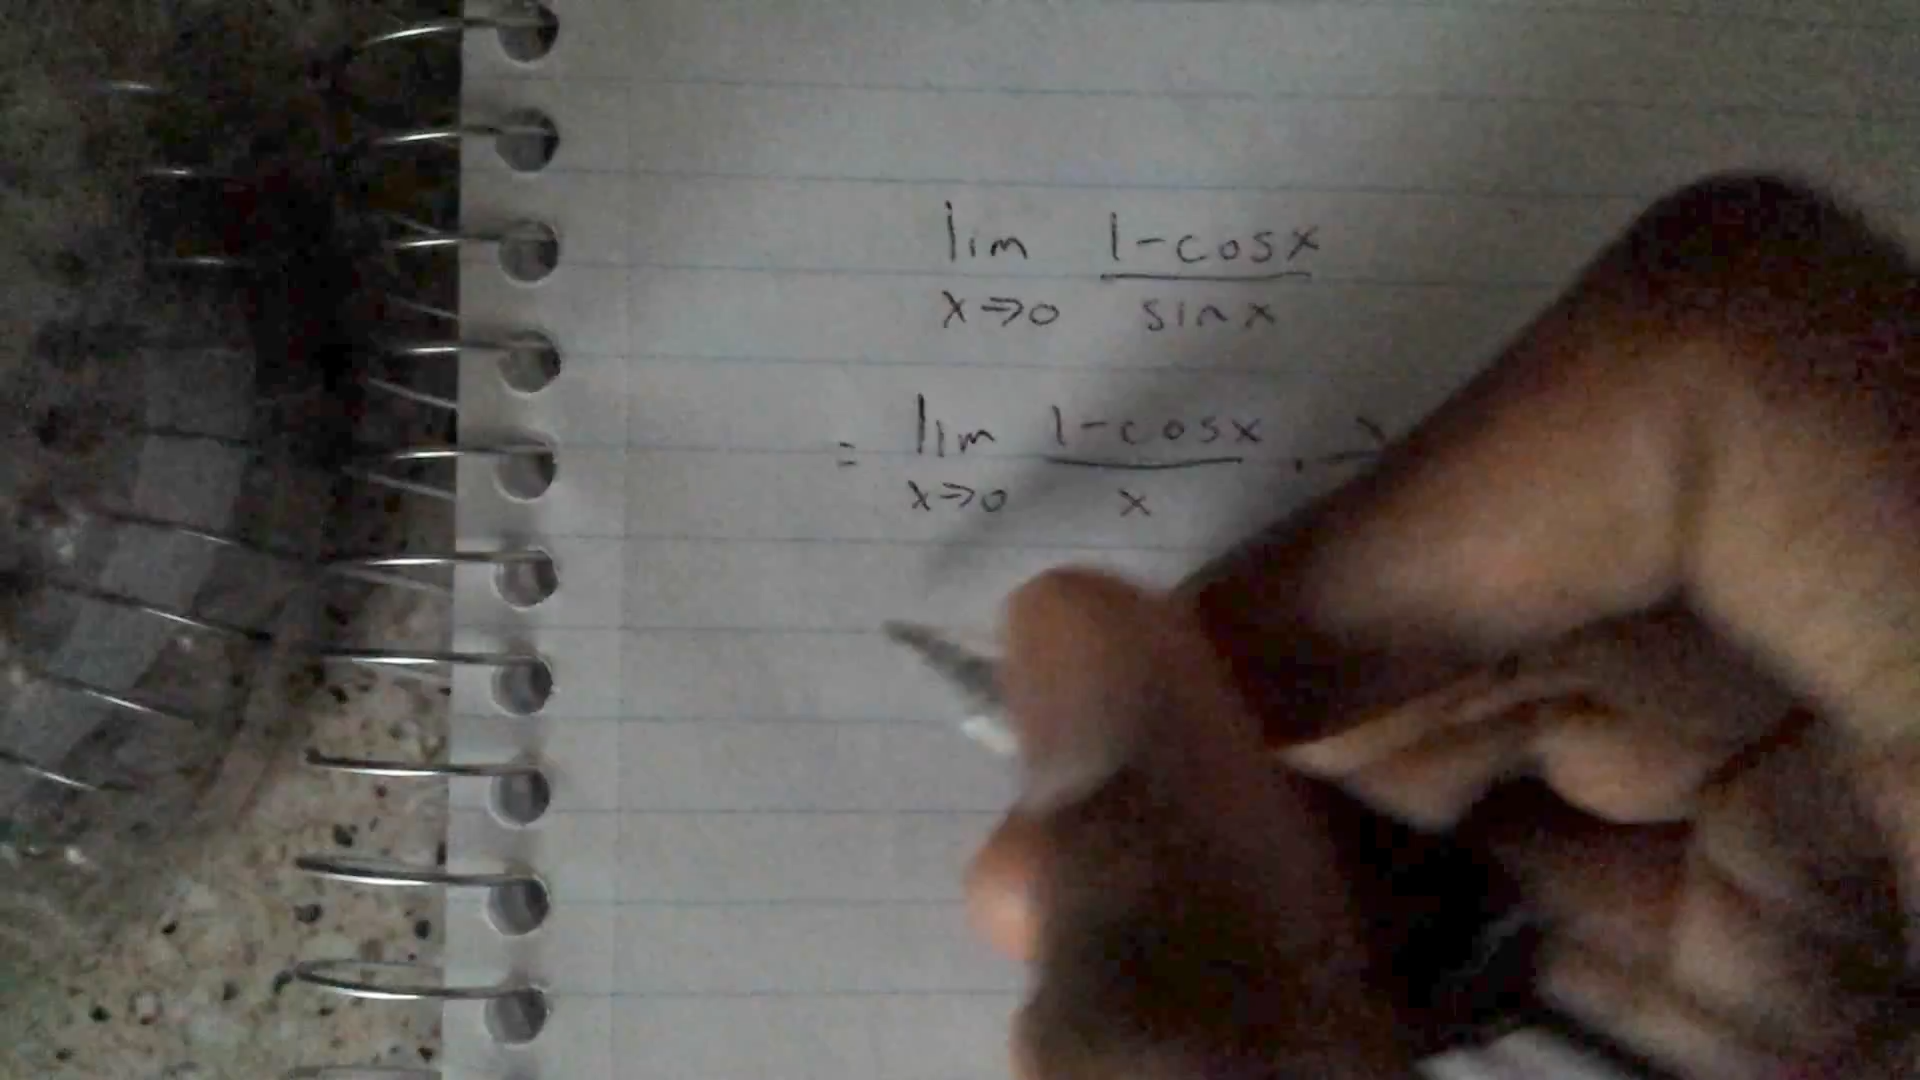 lim 1-cosx
x→0 sinx
= lim 1-cosx ·
x→0 x